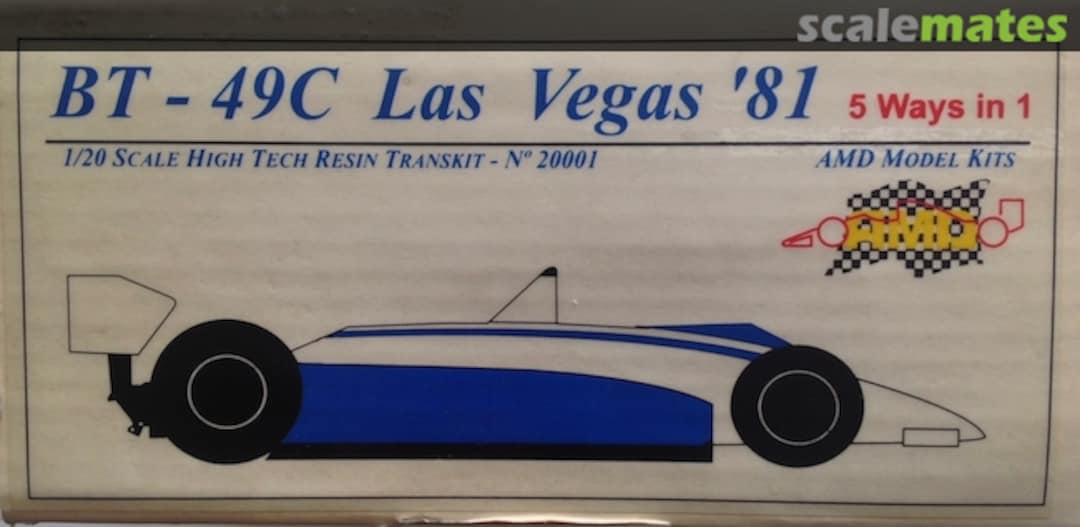 scalemates
BT - 49C Las Vegas '81 5 Ways in 1
1/20 Scale High Tech Resin Transkit - Nº 20001 AMD Model Kits
AMD